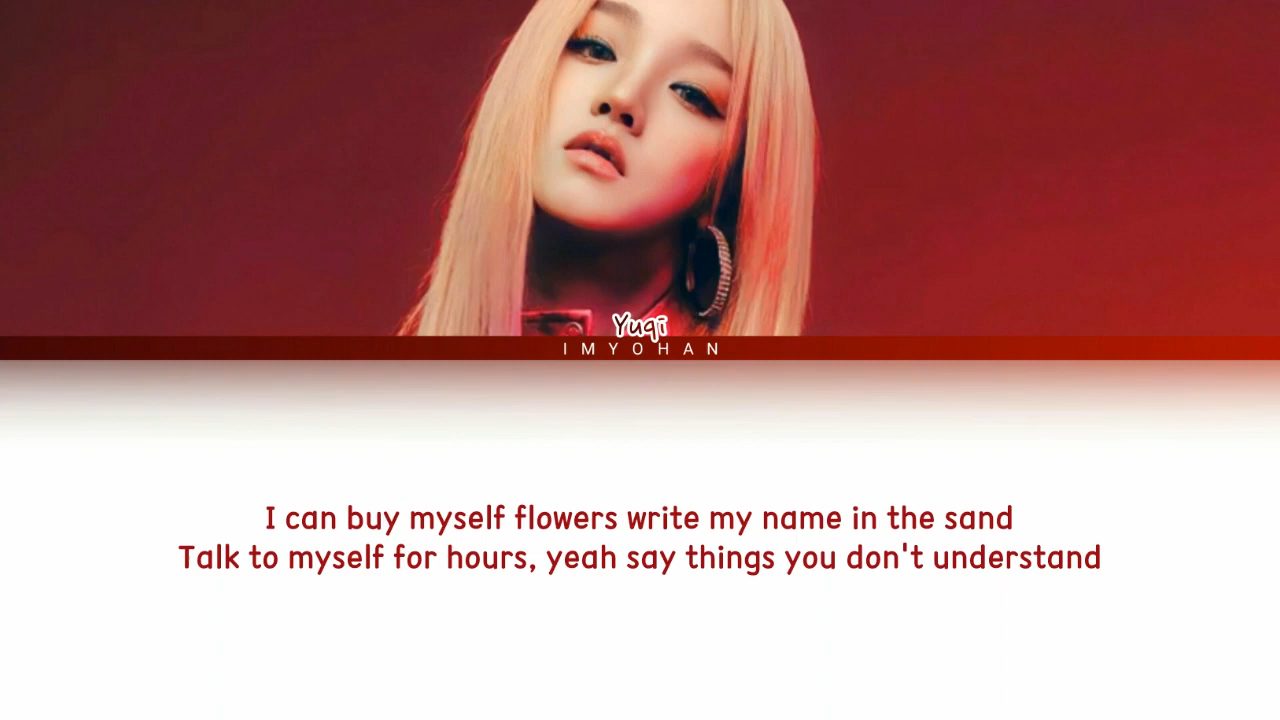 Yuqi
IMYOHAN
I can buy myself flowers write my name in the sand
Talk to myself for hours, yeah say things you don't understand